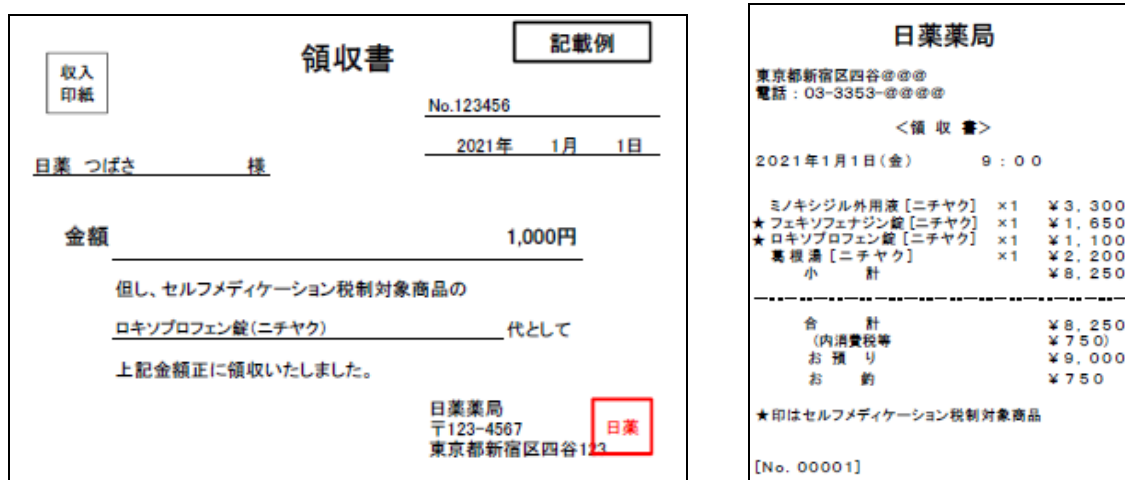 領収書
記載例
収入
印紙
No.123456
2021年 1月 1日
日薬 つばさ 様
金額 1,000円
但し、セルフメディケーション税制対象商品の
ロキソプロフェン錠(ニチヤク) 代として
上記金額正に領収いたしました。
日薬薬局
〒123-4567
東京都新宿区四谷123
日薬
日薬薬局
東京都新宿区四谷@@@
電話:03-3353-@@@@
<領収書>
2021年1月1日(金) 9:00
ミノキシジル外用液[ニチヤク] ×1 ¥3,300
★フェキソフェナジン錠[ニチヤク] ×1 ¥1,650
★ロキソプロフェン錠[ニチヤク] ×1 ¥1,100
葛根湯[ニチヤク] ×1 ¥2,200
小計 ¥8,250
合計 ¥8,250
(内消費税等 ¥750)
お預り ¥9,000
お釣 ¥750
★印はセルフメディケーション税制対象商品
[No.00001]